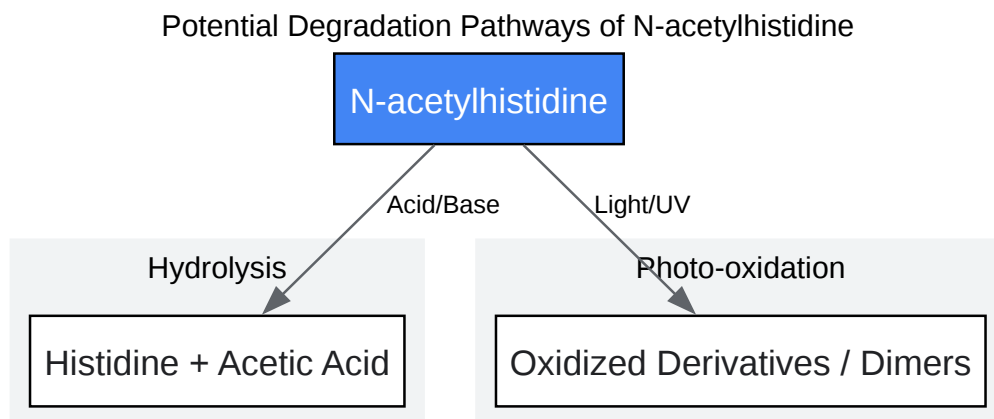 Potential Degradation Pathways of N-acetylhistidine
N-acetylhistidine
Acid/Base
Light/UV
Hydrolysis
Photo-oxidation
Histidine + Acetic Acid
Oxidized Derivatives / Dimers